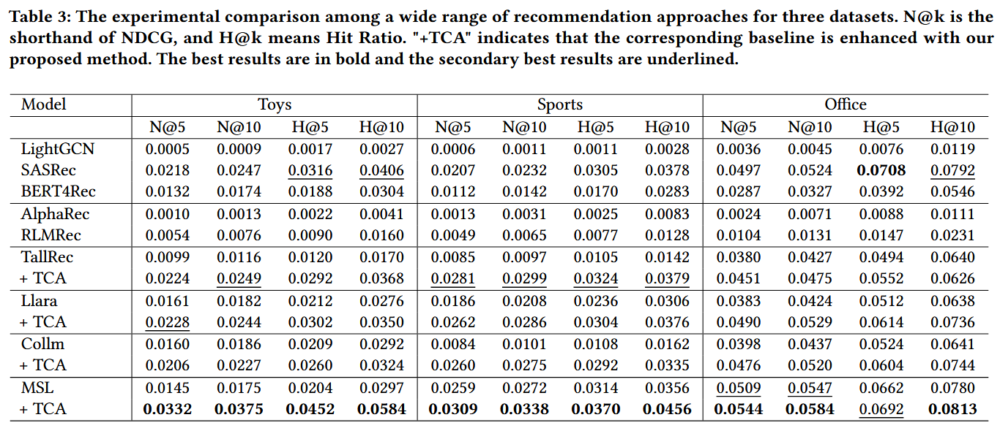 Table 3: The experimental comparison among a wide range of recommendation approaches for three datasets. N@k is the
shorthand of NDCG, and H@k means Hit Ratio. "+TCA" indicates that the corresponding baseline is enhanced with our
proposed method. The best results are in bold and the secondary best results are underlined.
Model Toys Sports Office
N@5 N@10 H@5 H@10 N@5 N@10 H@5 H@10 N@5 N@10 H@5 H@10
LightGCN 0.0005 0.0009 0.0017 0.0027 0.0006 0.0011 0.0011 0.0028 0.0036 0.0045 0.0076 0.0119
SASRec 0.0218 0.0247 0.0316 0.0406 0.0207 0.0232 0.0305 0.0378 0.0497 0.0524 0.0708 0.0792
BERT4Rec 0.0132 0.0174 0.0188 0.0304 0.0112 0.0142 0.0170 0.0283 0.0287 0.0327 0.0392 0.0546
AlphaRec 0.0010 0.0013 0.0022 0.0041 0.0013 0.0031 0.0025 0.0083 0.0024 0.0071 0.0088 0.0111
RLMRec 0.0054 0.0076 0.0090 0.0160 0.0049 0.0065 0.0077 0.0128 0.0104 0.0131 0.0147 0.0231
TallRec 0.0099 0.0116 0.0120 0.0170 0.0085 0.0097 0.0105 0.0142 0.0380 0.0427 0.0494 0.0640
+ TCA 0.0224 0.0249 0.0292 0.0368 0.0281 0.0299 0.0324 0.0379 0.0451 0.0475 0.0552 0.0626
Llara 0.0161 0.0182 0.0212 0.0276 0.0186 0.0208 0.0236 0.0306 0.0383 0.0424 0.0512 0.0638
+ TCA 0.0228 0.0244 0.0302 0.0350 0.0262 0.0286 0.0304 0.0376 0.0490 0.0529 0.0614 0.0736
Collm 0.0160 0.0186 0.0209 0.0292 0.0084 0.0101 0.0108 0.0162 0.0398 0.0437 0.0524 0.0641
+ TCA 0.0206 0.0227 0.0260 0.0324 0.0260 0.0275 0.0292 0.0335 0.0476 0.0520 0.0604 0.0744
MSL 0.0145 0.0175 0.0204 0.0297 0.0259 0.0272 0.0314 0.0356 0.0509 0.0547 0.0662 0.0780
+ TCA 0.0332 0.0375 0.0452 0.0584 0.0309 0.0338 0.0370 0.0456 0.0544 0.0584 0.0692 0.0813